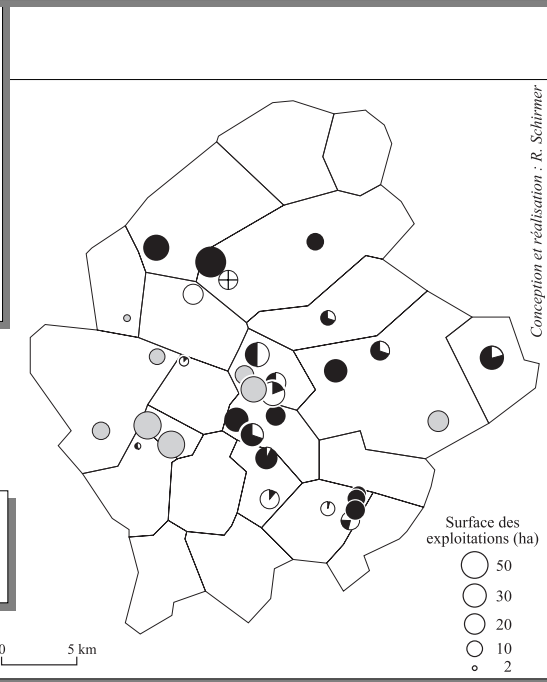 Conception et réalisation : R. Schirmer
Surface des
exploitations (ha)
50
30
20
10
2
0 5 km